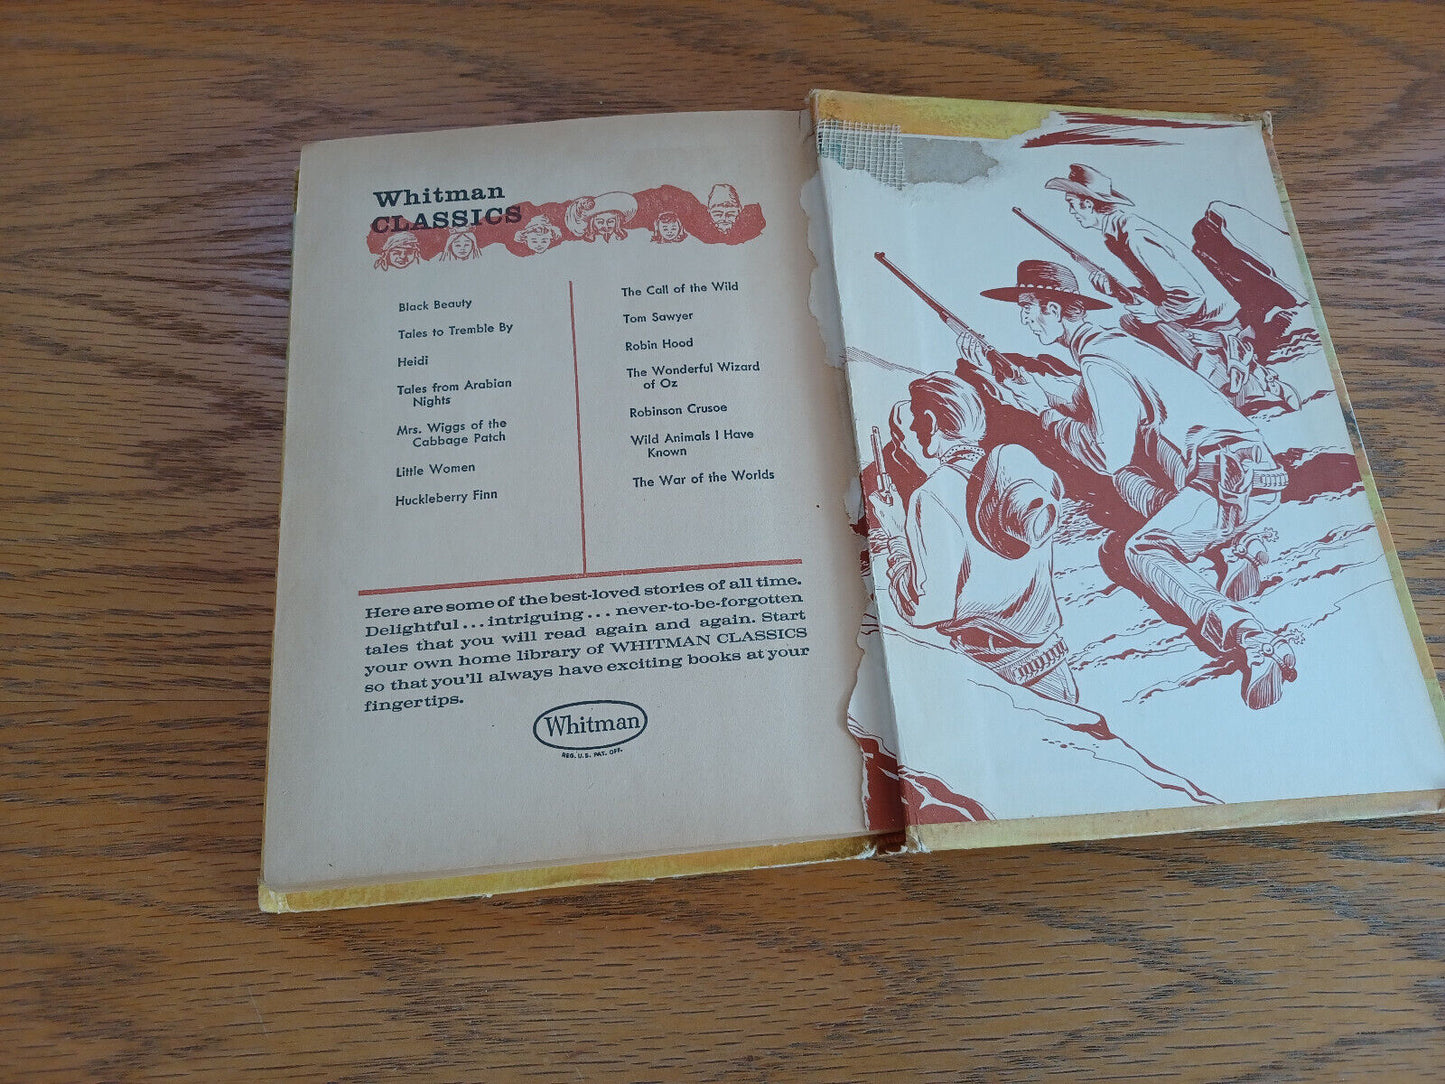 Whitman
CLASSICS
Black Beauty
Tales to Tremble By
Heidi
Tales from Arabian
Nights
Mrs. Wiggs of the
Cabbage Patch
Little Women
Huckleberry Finn
The Call of the Wild
Tom Sawyer
Robin Hood
The Wonderful Wizard
of Oz
Robinson Crusoe
Wild Animals I Have
Known
The War of the Worlds
Here are some of the best-loved stories of all time.
Delightful... intriguing... never-to-be-forgotten
tales that you will read again and again. Start
your own home library of WHITMAN CLASSICS
so that you'll always have exciting books at your
fingertips.
Whitman
REG. U.S. PAT. OFF.